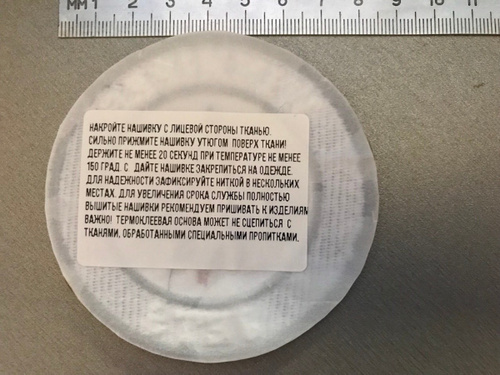 ММ 1 2 3 4 5 6 7 8 9 10 11
НАКРОЙТЕ НАШИВКУ С ЛИЦЕВОЙ СТОРОНЫ ТКАНЬЮ.
СИЛЬНО ПРИЖМИТЕ НАШИВКУ УТЮГОМ ПОВЕРХ ТКАНИ!
ДЕРЖИТЕ НЕ МЕНЕЕ 20 СЕКУНД ПРИ ТЕМПЕРАТУРЕ НЕ МЕНЕЕ
150 ГРАД. С ДАЙТЕ НАШИВКЕ ЗАКРЕПИТЬСЯ НА ОДЕЖДЕ.
ДЛЯ НАДЕЖНОСТИ ЗАФИКСИРУЙТЕ НИТКОЙ В НЕСКОЛЬКИХ
МЕСТАХ. ДЛЯ УВЕЛИЧЕНИЯ СРОКА СЛУЖБЫ ПОЛНОСТЬЮ
ВЫШИТЫЕ НАШИВКИ РЕКОМЕНДУЕМ ПРИШИВАТЬ К ИЗДЕЛИЯМ
ВАЖНО! ТЕРМОКЛЕЕВАЯ ОСНОВА МОЖЕТ НЕ СЦЕПИТЬСЯ С
ТКАНЯМИ, ОБРАБОТАННЫМИ СПЕЦИАЛЬНЫМИ ПРОПИТКАМИ.